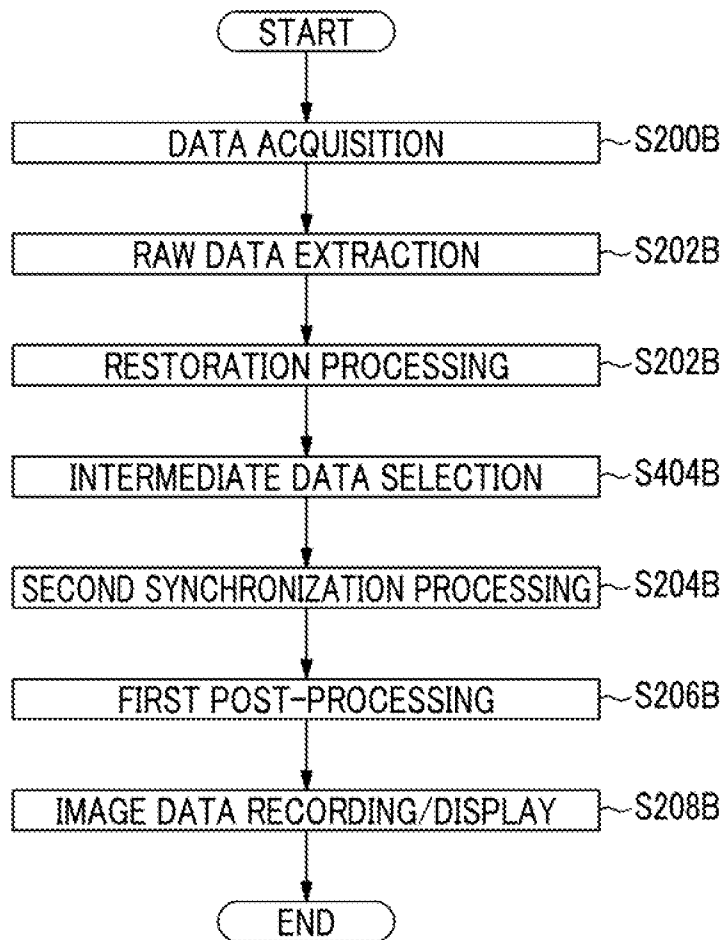 START
DATA ACQUISITION S200B
RAW DATA EXTRACTION S202B
RESTORATION PROCESSING S202B
INTERMEDIATE DATA SELECTION S404B
SECOND SYNCHRONIZATION PROCESSING S204B
FIRST POST-PROCESSING S206B
IMAGE DATA RECORDING/DISPLAY S208B
END